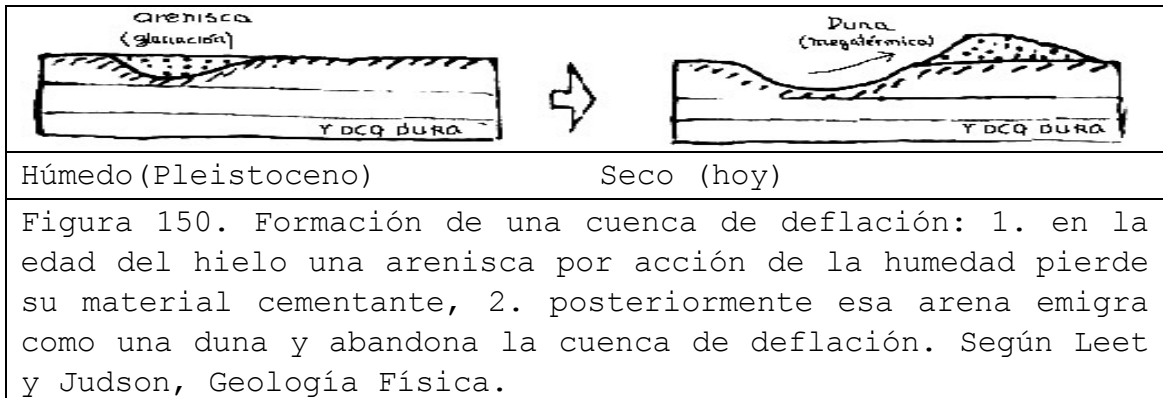 arenisca
(glaciación)
Duna
(megatérmico)
Y DCQ DURA
Y DCQ DURA
Húmedo(Pleistoceno) Seco (hoy)
Figura 150. Formación de una cuenca de deflación: 1. en la
edad del hielo una arenisca por acción de la humedad pierde
su material cementante, 2. posteriormente esa arena emigra
como una duna y abandona la cuenca de deflación. Según Leet
y Judson, Geología Física.